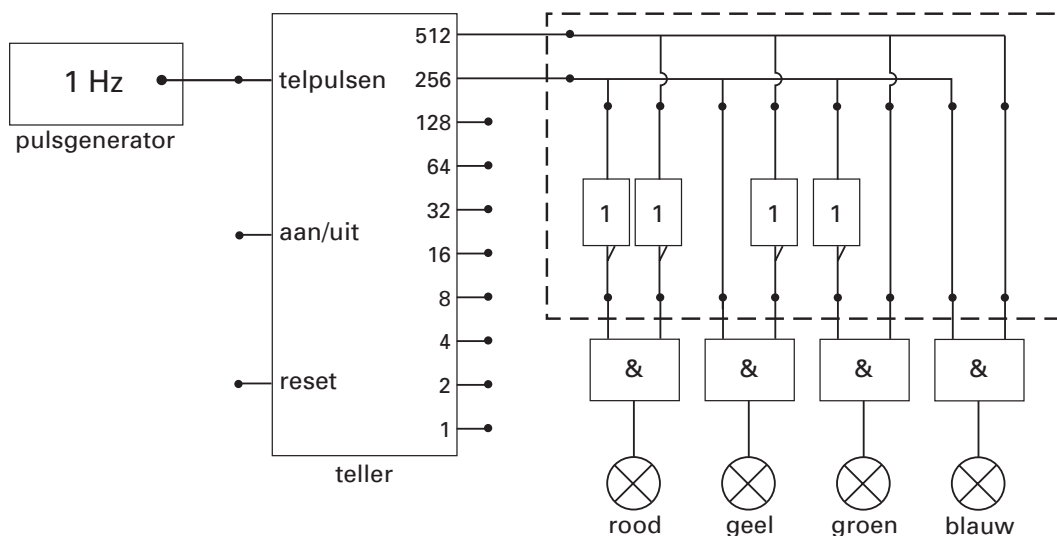 1 Hz
pulsgenerator
telpulsen
aan/uit
reset
512
256
128
64
32
16
8
4
2
1
teller
1 1 1 1
& & & &
rood geel groen blauw